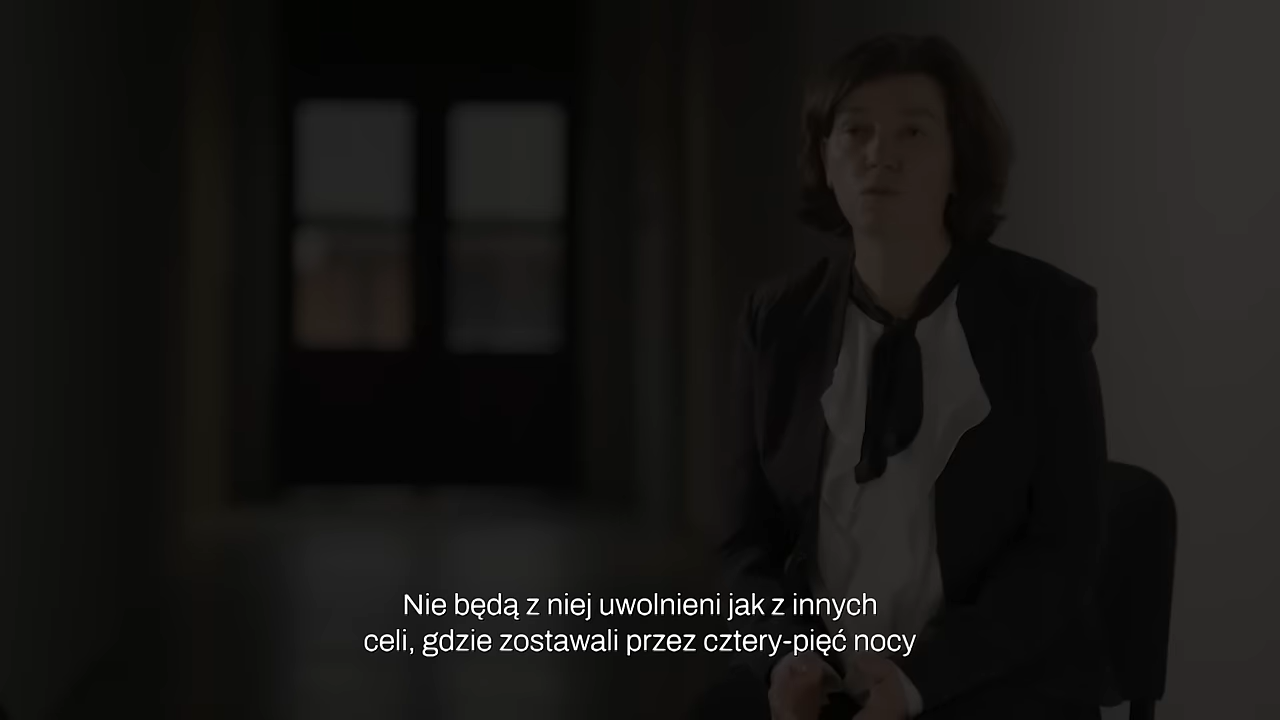 Nie będą z niej uwolnieni jak z innych
celi, gdzie zostawali przez cztery-pięć nocy